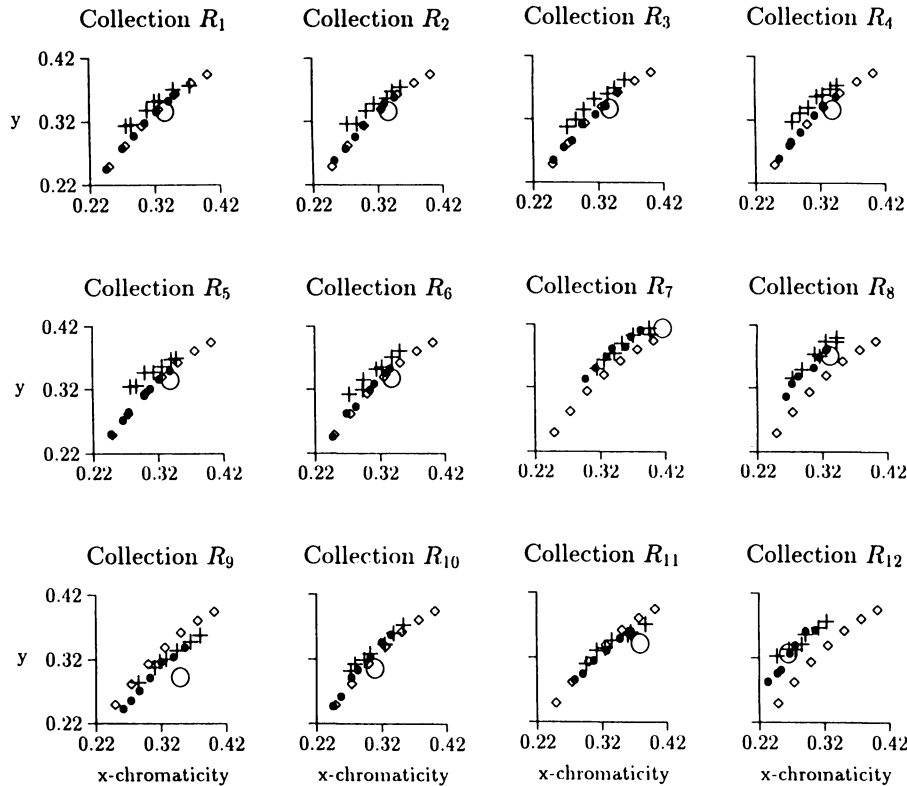 Collection R1 Collection R2 Collection R3 Collection R4
0.42
y 0.32
0.22
0.22 0.32 0.42 0.22 0.32 0.42 0.22 0.32 0.42 0.22 0.32 0.42
Collection R5 Collection R6 Collection R7 Collection R8
0.42
y 0.32
0.22
0.22 0.32 0.42 0.22 0.32 0.42 0.22 0.32 0.42 0.22 0.32 0.42
Collection R9 Collection R10 Collection R11 Collection R12
0.42
y 0.32
0.22
0.22 0.32 0.42 0.22 0.32 0.42 0.22 0.32 0.42 0.22 0.32 0.42
x-chromaticity x-chromaticity x-chromaticity x-chromaticity